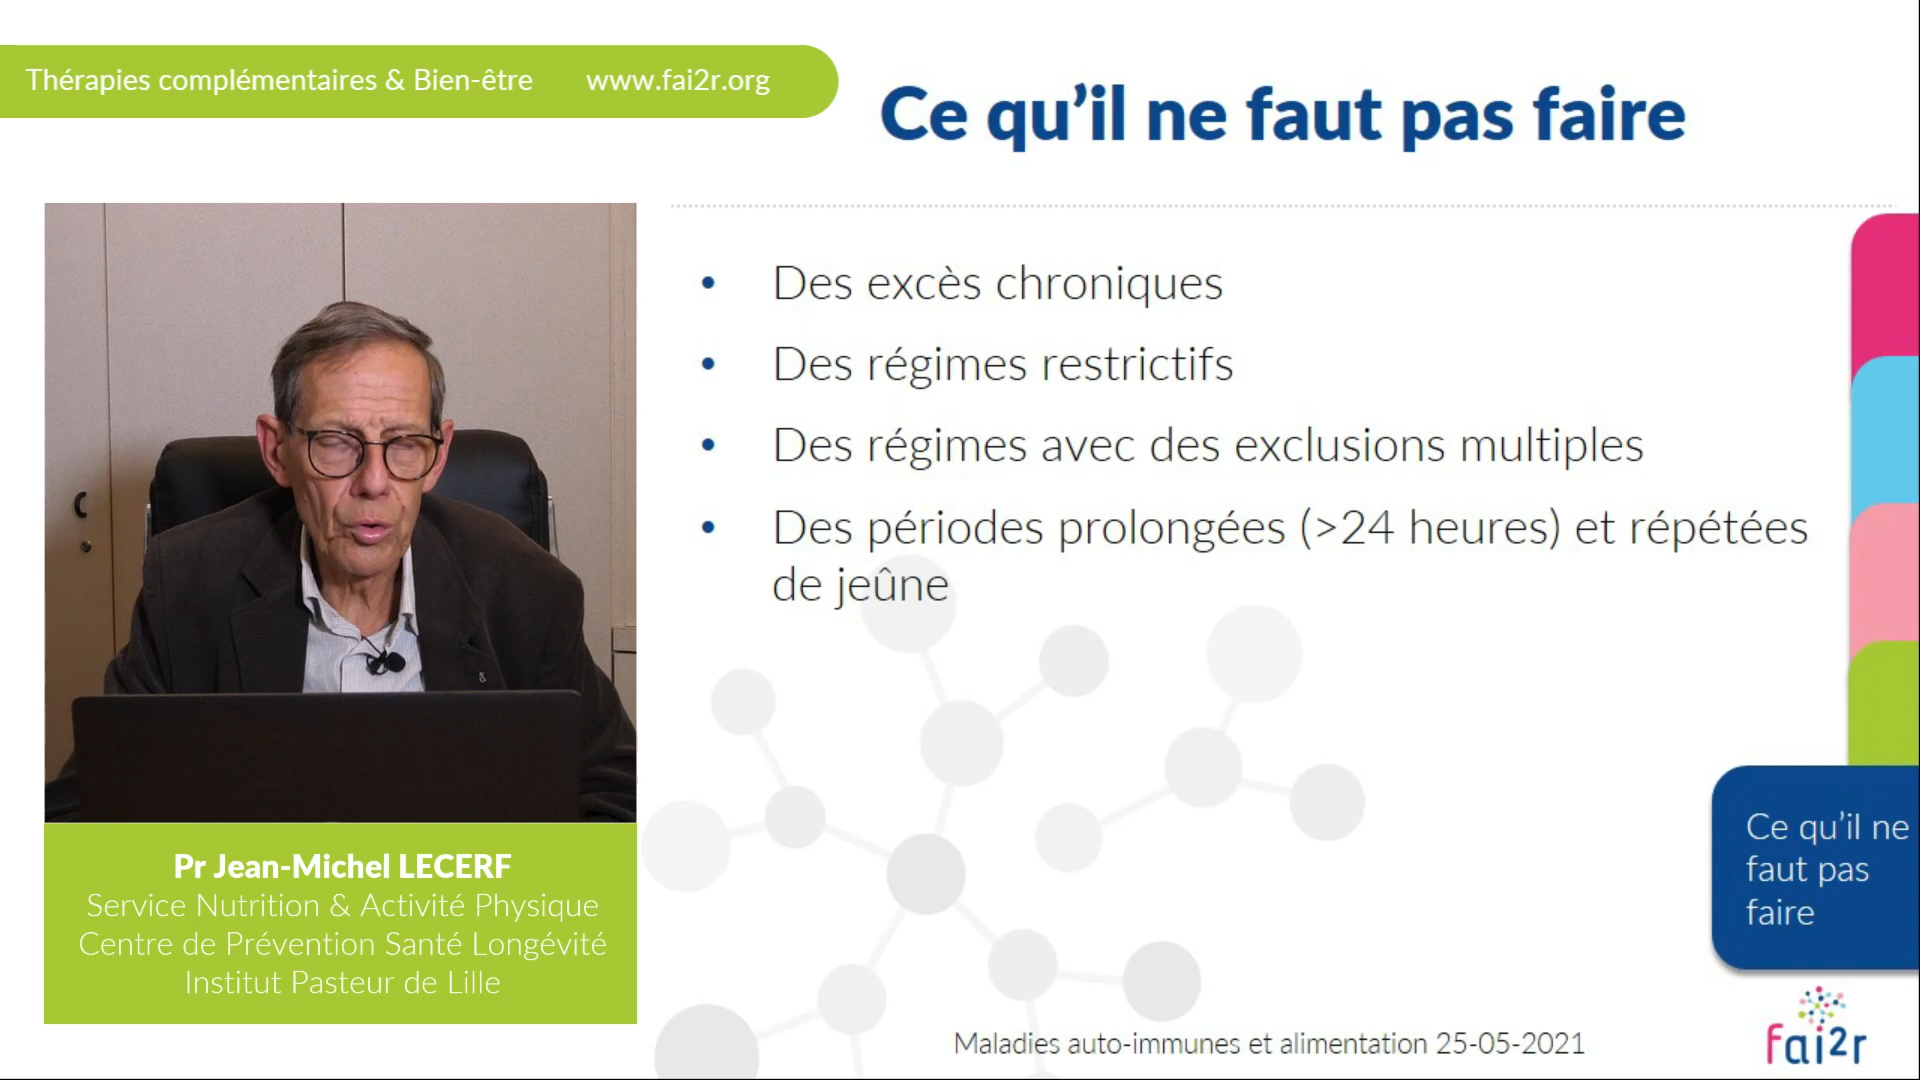 Thérapies complémentaires & Bien-être www.fai2r.org
Ce qu’il ne faut pas faire
• Des excès chroniques
• Des régimes restrictifs
• Des régimes avec des exclusions multiples
• Des périodes prolongées (>24 heures) et répétées
de jeûne
Pr Jean-Michel LECERF
Service Nutrition & Activité Physique
Centre de Prévention Santé Longévité
Institut Pasteur de Lille
Ce qu’il ne
faut pas
faire
Maladies auto-immunes et alimentation 25-05-2021
fai2r